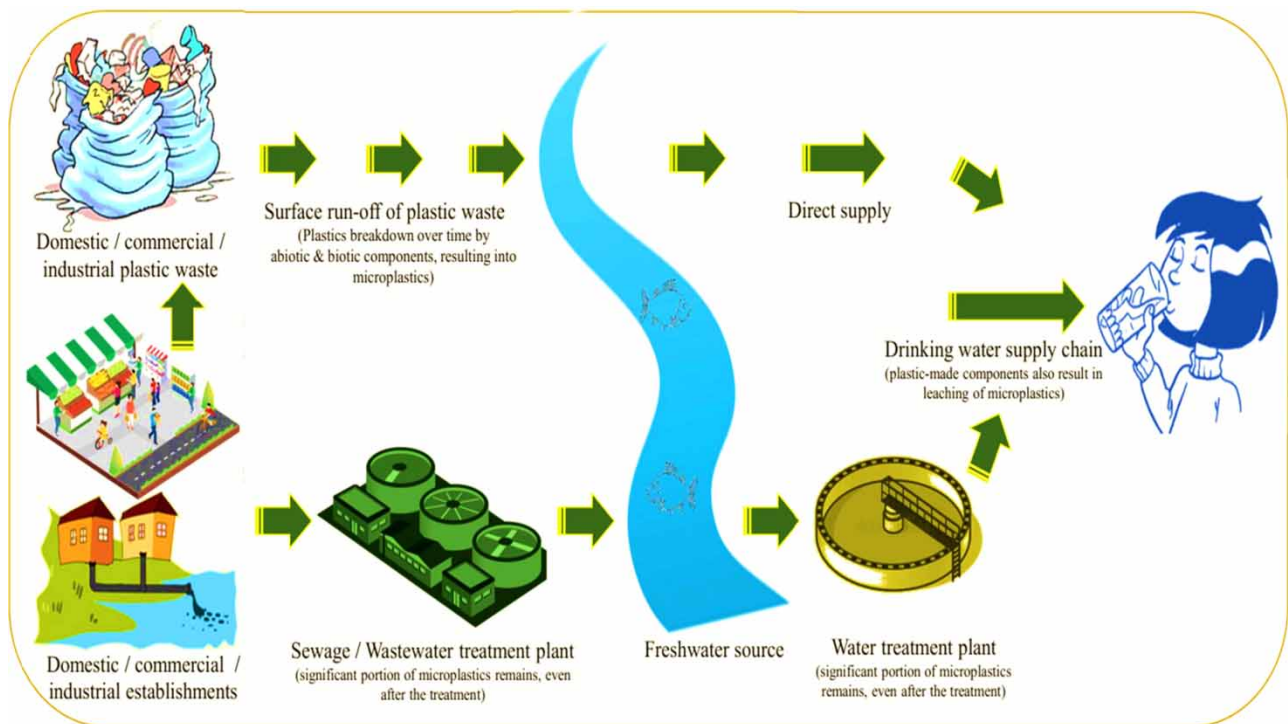 Domestic / commercial /
industrial plastic waste
Surface run-off of plastic waste
(Plastics breakdown over time by
abiotic & biotic components, resulting into
microplastics)
Direct supply
Drinking water supply chain
(plastic-made components also result in
leaching of microplastics)
Domestic / commercial /
industrial establishments
Sewage / Wastewater treatment plant
(significant portion of microplastics remains, even
after the treatment)
Freshwater source
Water treatment plant
(significant portion of microplastics
remains, even after the treatment)